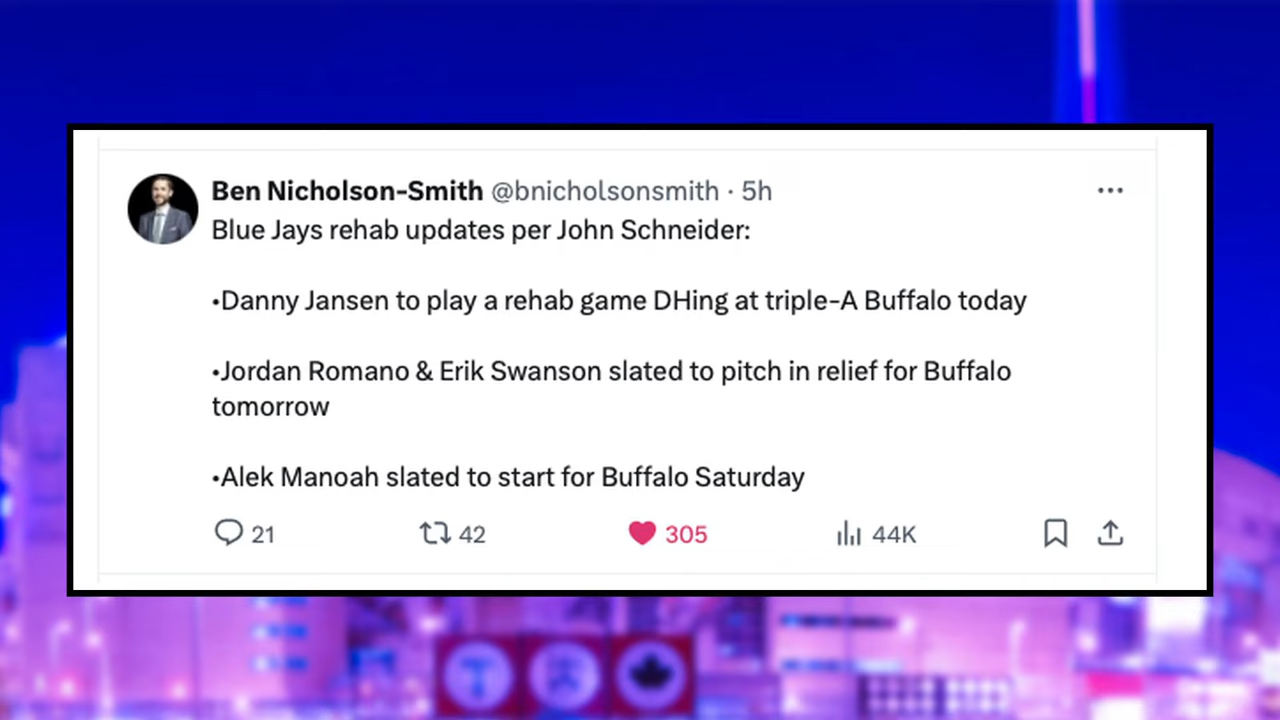 Ben Nicholson-Smith @bnicholsonsmith · 5h
Blue Jays rehab updates per John Schneider:
•Danny Jansen to play a rehab game DHing at triple-A Buffalo today
•Jordan Romano & Erik Swanson slated to pitch in relief for Buffalo
tomorrow
•Alek Manoah slated to start for Buffalo Saturday
21 42 305 44K